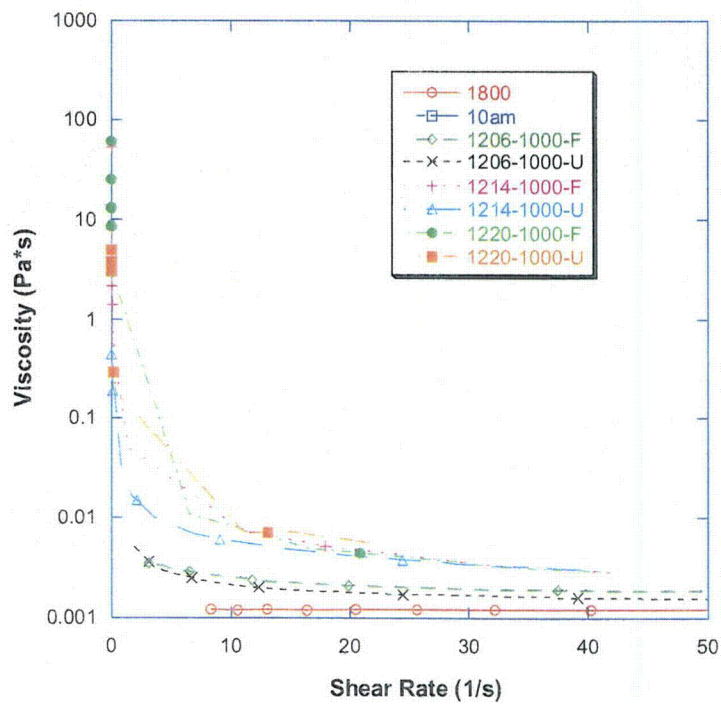 1000
100
10
1
0.1
0.01
0.001
Viscosity (Pa*s)
1800
10am
1206-1000-F
1206-1000-U
1214-1000-F
1214-1000-U
1220-1000-F
1220-1000-U
0 10 20 30 40 50
Shear Rate (1/s)